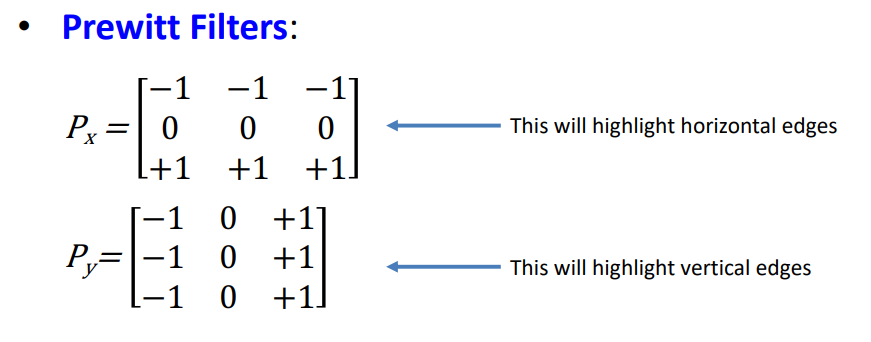 • Prewitt Filters:
−1 −1 −1
Px = 0 0 0 This will highlight horizontal edges
+1 +1 +1
−1 0 +1
Py= −1 0 +1 This will highlight vertical edges
−1 0 +1